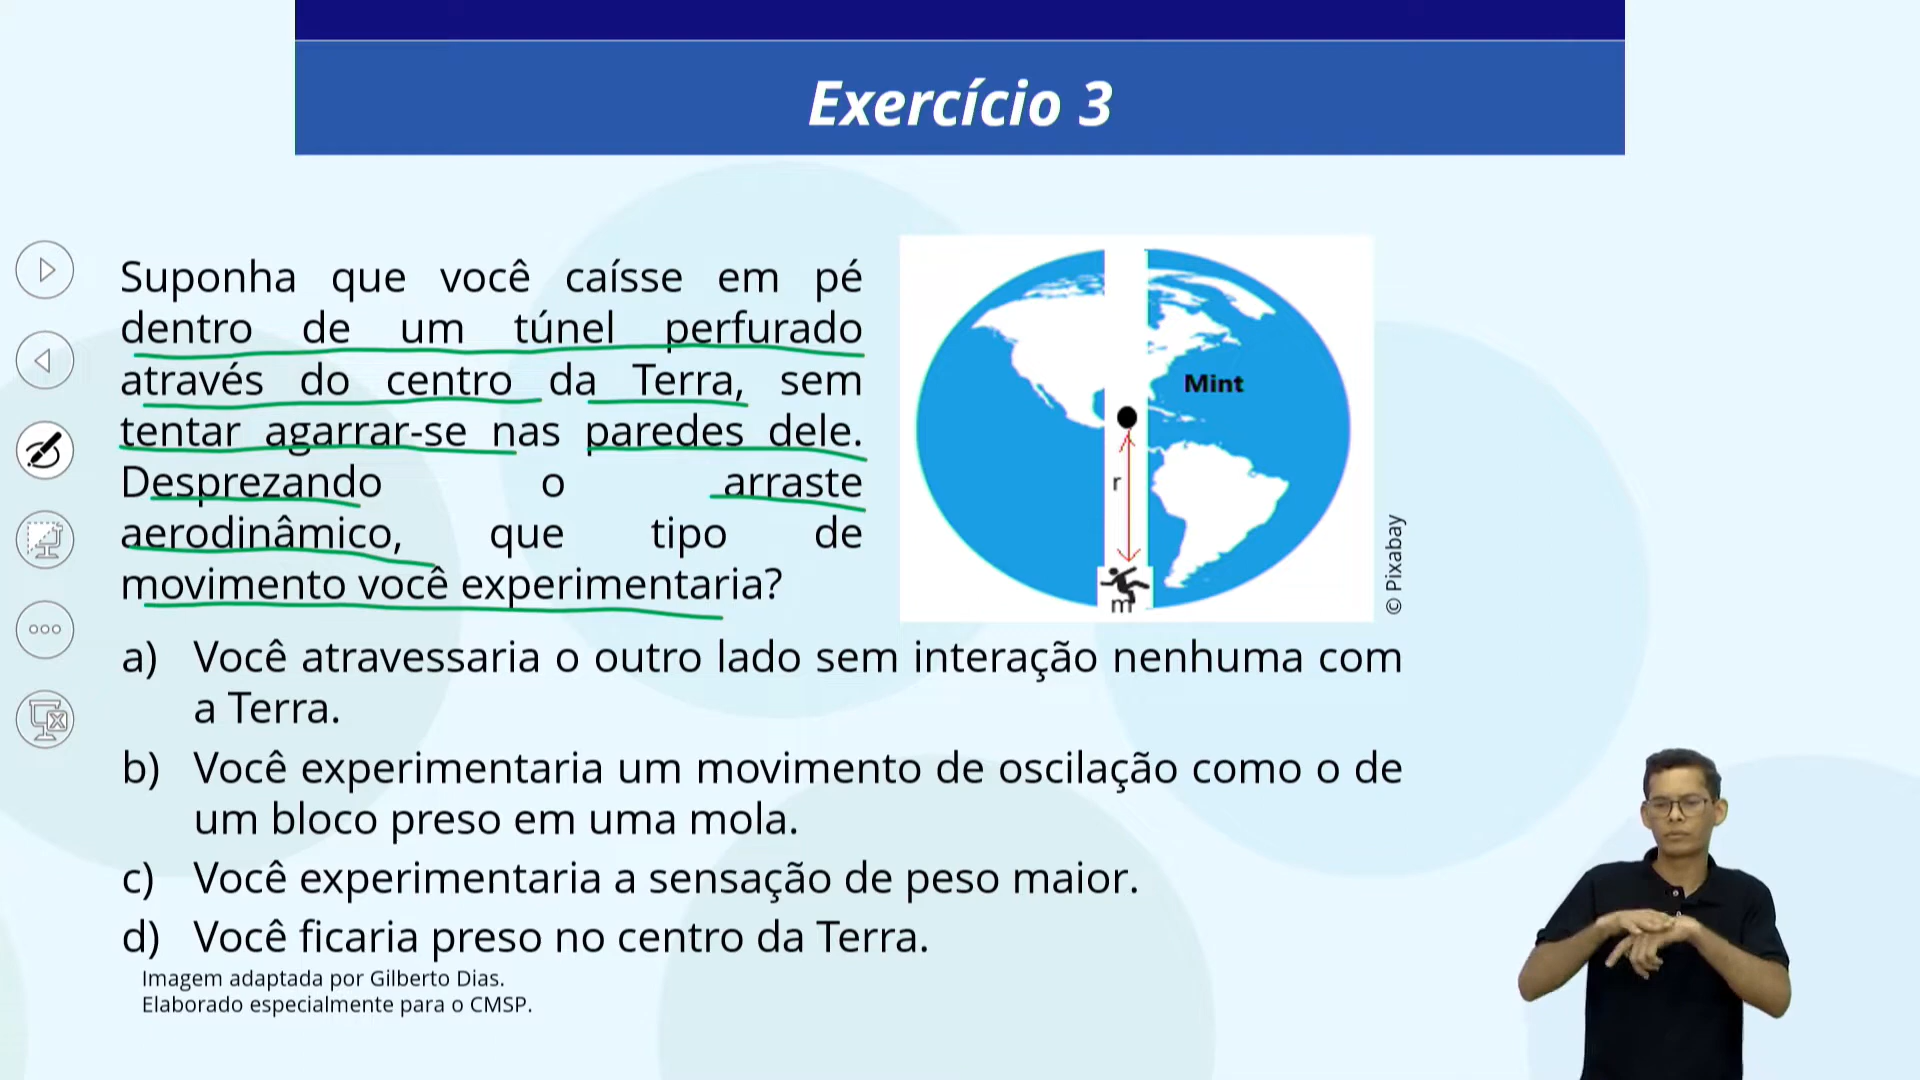 Exercício 3
Suponha que você caísse em pé
dentro de um túnel perfurado
através do centro da Terra, sem
tentar agarrar-se nas paredes dele.
Desprezando o arraste
aerodinâmico, que tipo de
movimento você experimentaria?
Mint
r
m
© Pixabay
a) Você atravessaria o outro lado sem interação nenhuma com
a Terra.
b) Você experimentaria um movimento de oscilação como o de
um bloco preso em uma mola.
c) Você experimentaria a sensação de peso maior.
d) Você ficaria preso no centro da Terra.
Imagem adaptada por Gilberto Dias.
Elaborado especialmente para o CMSP.